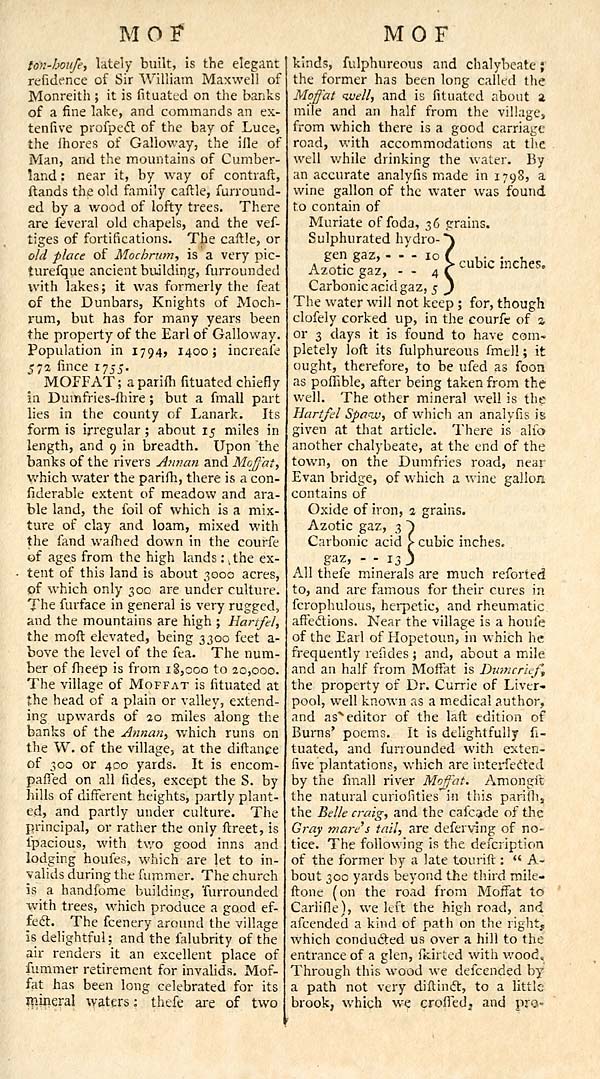 MOF
ton-houſe, lately built, is the elegant
reſidence of Sir William Maxwell of
Monreith; it is ſituated on the banks
of a fine lake, and commands an ex-
tenſive proſpect of the bay of Luce,
the ſhores of Galloway, the iſle of
Man, and the mountains of Cumber-
land: near it, by way of contraſt,
ſtands the old family caſtle, ſurround-
ed by a wood of lofty trees. There
are ſeveral old chapels, and the veſ-
tiges of fortifications. The caſtle, or
old place of Mochrum, is a very pic-
tureſque ancient building, ſurrounded
with lakes; it was formerly the ſeat
of the Dunbars, Knights of Moch-
rum, but has for many years been
the property of the Earl of Galloway.
Population in 1794, 1400; increaſe
572 ſince 1755.
MOFFAT; a pariſh ſituated chiefly
in Dumfries-ſhire; but a ſmall part
lies in the county of Lanark. Its
form is irregular; about 15 miles in
length, and 9 in breadth. Upon the
banks of the rivers Annan and Moffat,
which water the pariſh, there is a con-
ſiderable extent of meadow and ara-
ble land, the ſoil of which is a mix-
ture of clay and loam, mixed with
the ſand waſhed down in the courſe
of ages from the high lands: the ex-
tent of this land is about 3000 acres,
of which only 300 are under culture.
The ſurface in general is very rugged,
and the mountains are high; Hartfel,
the moſt elevated, being 3300 feet a-
bove the level of the ſea. The num-
ber of ſheep is from 18,000 to 20,000.
The village of MOFFAT is ſituated at
the head of a plain or valley, extend-
ing upwards of 20 miles along the
banks of the Annan, which runs on
the W. of the village, at the diſtance
of 300 or 400 yards. It is encom-
paſſed on all ſides, except the S. by
hills of different heights, partly plant-
ed, and partly under culture. The
principal, or rather the only ſtreet, is
ſpacious, with two good inns and
lodging houſes, which are let to in-
valids during the ſummer. The church
is a handſome building, ſurrounded
with trees, which produce a good ef-
fect. The ſcenery around the village
is delightful; and the ſalubrity of the
air renders it an excellent place of
ſummer retirement for invalids. Mof-
fat has been long celebrated for its
mineral waters: theſe are of two
MOF
kinds, ſulphureous and chalybeate;
the former has been long called the
Moffat well, and is ſituated about a
mile and an half from the village,
from which there is a good carriage
road, with accommodations at the
well while drinking the water. By
an accurate analyſis made in 1798, a
wine gallon of the water was found
to contain of
Muriate of ſoda, 36 grains.
Sulphurated hydro-
gen gaz, - - - 10
Azotic gaz, - - 4
Carbonic acid gaz, 5
} cubic inches.
The water will not keep; for, though
cloſely corked up, in the courſe of 2
or 3 days it is found to have com-
pletely loſt its ſulphureous ſmell; it
ought, therefore, to be uſed as ſoon
as poſſible, after being taken from the
well. The other mineral well is the
Hartfel Spaw, of which an analyſis is
given at that article. There is alſo
another chalybeate, at the end of the
town, on the Dumfries road, near
Evan bridge, of which a wine gallon
contains of
Oxide of iron, 2 grains.
Azotic gaz, 3
Carbonic acid
gaz, - - 13
} cubic inches.
All theſe minerals are much reſorted
to, and are famous for their cures in
ſcrophulous, herpetic, and rheumatic
affections. Near the village is a houſe
of the Earl of Hopetoun, in which he
frequently reſides; and, about a mile
and an half from Moffat is Dumcrief,
the property of Dr. Currie of Liver-
pool, well known as a medical author,
and as editor of the laſt edition of
Burns' poems. It is delightfully ſi-
tuated, and ſurrounded with exten-
ſive plantations, which are interſected
by the ſmall river Moffat. Amongſt
the natural curioſities in this pariſh,
the Belle craig, and the caſcade of the
Gray mare's tail, are deſerving of no-
tice. The following is the deſcription
of the former by a late touriſt: " A-
bout 300 yards beyond the third mile-
ſtone (on the road from Moffat to
Carliſle), we left the high road, and
aſcended a kind of path on the right,
which conducted us over a hill to the
entrance of a glen, ſkirted with wood.
Through this wood we deſcended by
a path not very diſtinct, to a little
brook, which we croſſed, and pro-